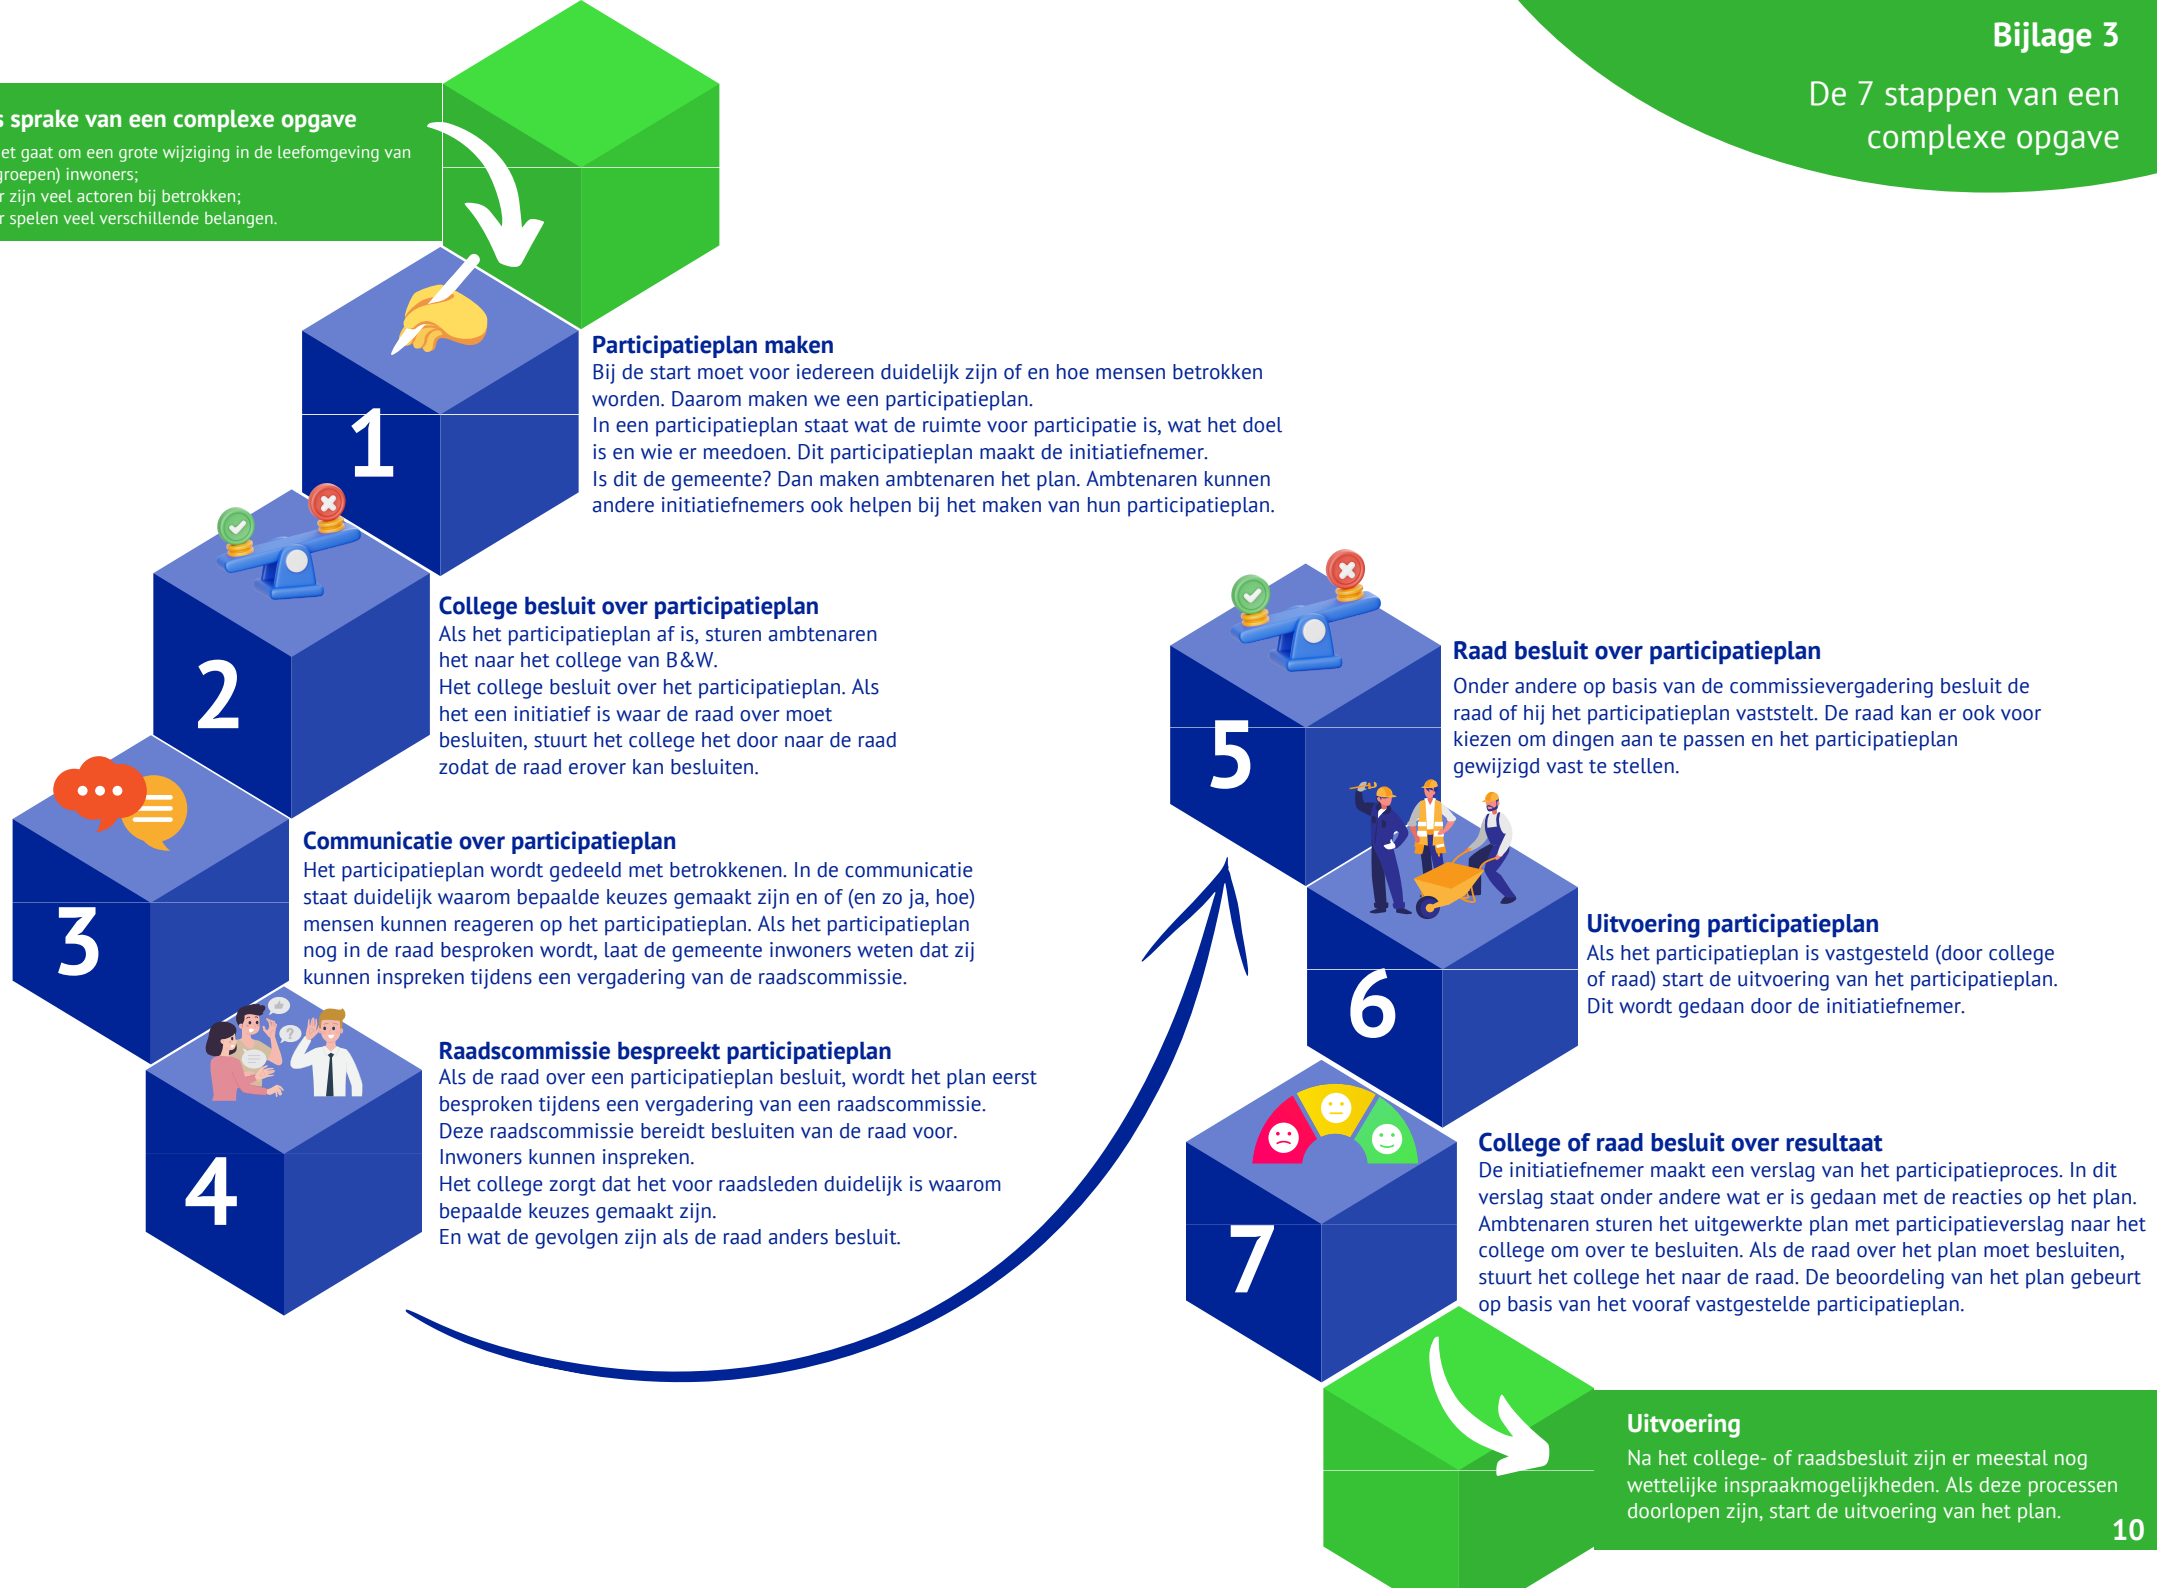 Bijlage 3
De 7 stappen van een
complexe opgave
sprake van een complexe opgave
gaat om een grote wijziging in de leefomgeving van
inwoners;
zijn veel actoren bij betrokken;
spelen veel verschillende belangen.
1
Participatieplan maken
Bij de start moet voor iedereen duidelijk zijn of en hoe mensen betrokken
worden. Daarom maken we een participatieplan.
In een participatieplan staat wat de ruimte voor participatie is, wat het doel
is en wie er meedoen. Dit participatieplan maakt de initiatiefnemer.
Is dit de gemeente? Dan maken ambtenaren het plan. Ambtenaren kunnen
andere initiatiefnemers ook helpen bij het maken van hun participatieplan.
2
College besluit over participatieplan
Als het participatieplan af is, sturen ambtenaren
het naar het college van B&W.
Het college besluit over het participatieplan. Als
het een initiatief is waar de raad over moet
besluiten, stuurt het college het door naar de raad
zodat de raad erover kan besluiten.
3
Communicatie over participatieplan
Het participatieplan wordt gedeeld met betrokkenen. In de communicatie
staat duidelijk waarom bepaalde keuzes gemaakt zijn en of (en zo ja, hoe)
mensen kunnen reageren op het participatieplan. Als het participatieplan
nog in de raad besproken wordt, laat de gemeente inwoners weten dat zij
kunnen inspreken tijdens een vergadering van de raadscommissie.
4
Raadscommissie bespreekt participatieplan
Als de raad over een participatieplan besluit, wordt het plan eerst
besproken tijdens een vergadering van een raadscommissie.
Deze raadscommissie bereidt besluiten van de raad voor.
Inwoners kunnen inspreken.
Het college zorgt dat het voor raadsleden duidelijk is waarom
bepaalde keuzes gemaakt zijn.
En wat de gevolgen zijn als de raad anders besluit.
5
Raad besluit over participatieplan
Onder andere op basis van de commissievergadering besluit de
raad of hij het participatieplan vaststelt. De raad kan er ook voor
kiezen om dingen aan te passen en het participatieplan
gewijzigd vast te stellen.
6
Uitvoering participatieplan
Als het participatieplan is vastgesteld (door college
of raad) start de uitvoering van het participatieplan.
Dit wordt gedaan door de initiatiefnemer.
7
College of raad besluit over resultaat
De initiatiefnemer maakt een verslag van het participatieproces. In dit
verslag staat onder andere wat er is gedaan met de reacties op het plan.
Ambtenaren sturen het uitgewerkte plan met participatieverslag naar het
college om over te besluiten. Als de raad over het plan moet besluiten,
stuurt het college het naar de raad. De beoordeling van het plan gebeurt
op basis van het vooraf vastgestelde participatieplan.
Uitvoering
Na het college- of raadsbesluit zijn er meestal nog
wettelijke inspraakmogelijkheden. Als deze processen
doorlopen zijn, start de uitvoering van het plan.
10